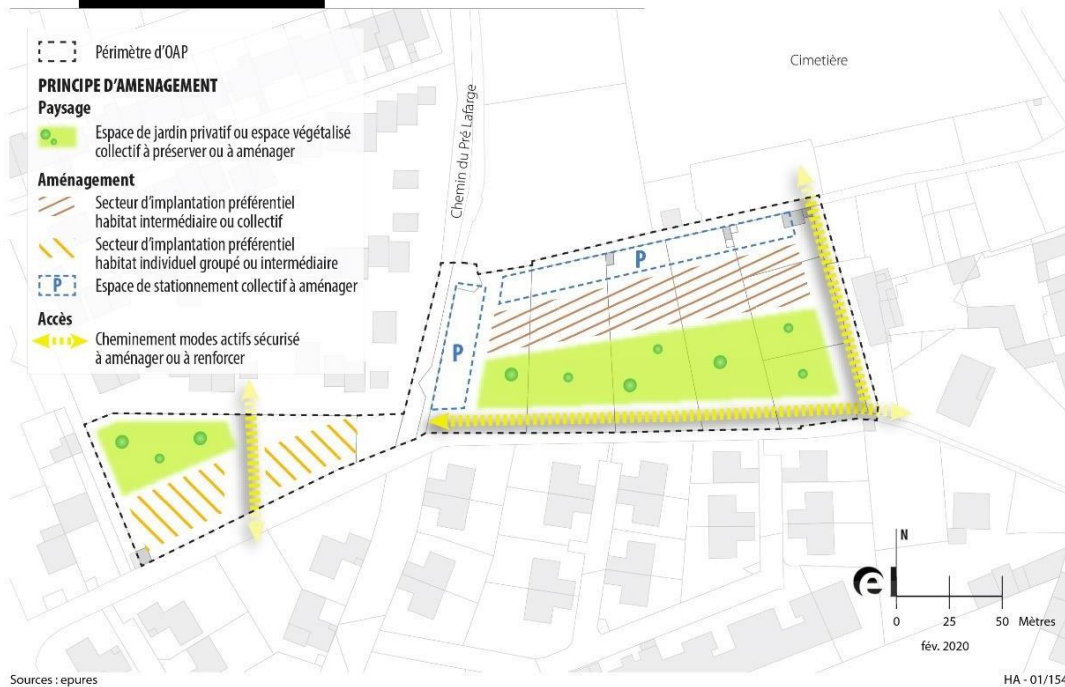 Périmètre d'OAP
PRINCIPE D'AMENAGEMENT
Paysage
Espace de jardin privatif ou espace végétalisé
collectif à préserver ou à aménager
Aménagement
Secteur d'implantation préférentiel
habitat intermédiaire ou collectif
Secteur d'implantation préférentiel
habitat individuel groupé ou intermédiaire
P Espace de stationnement collectif à aménager
Accès
Cheminement modes actifs sécurisé
à aménager ou à renforcer
Chemin du Pré Lafarge
Cimetière
P
P
N
e
0 25 50 Mètres
fév. 2020
Sources : epures
HA - 01/154